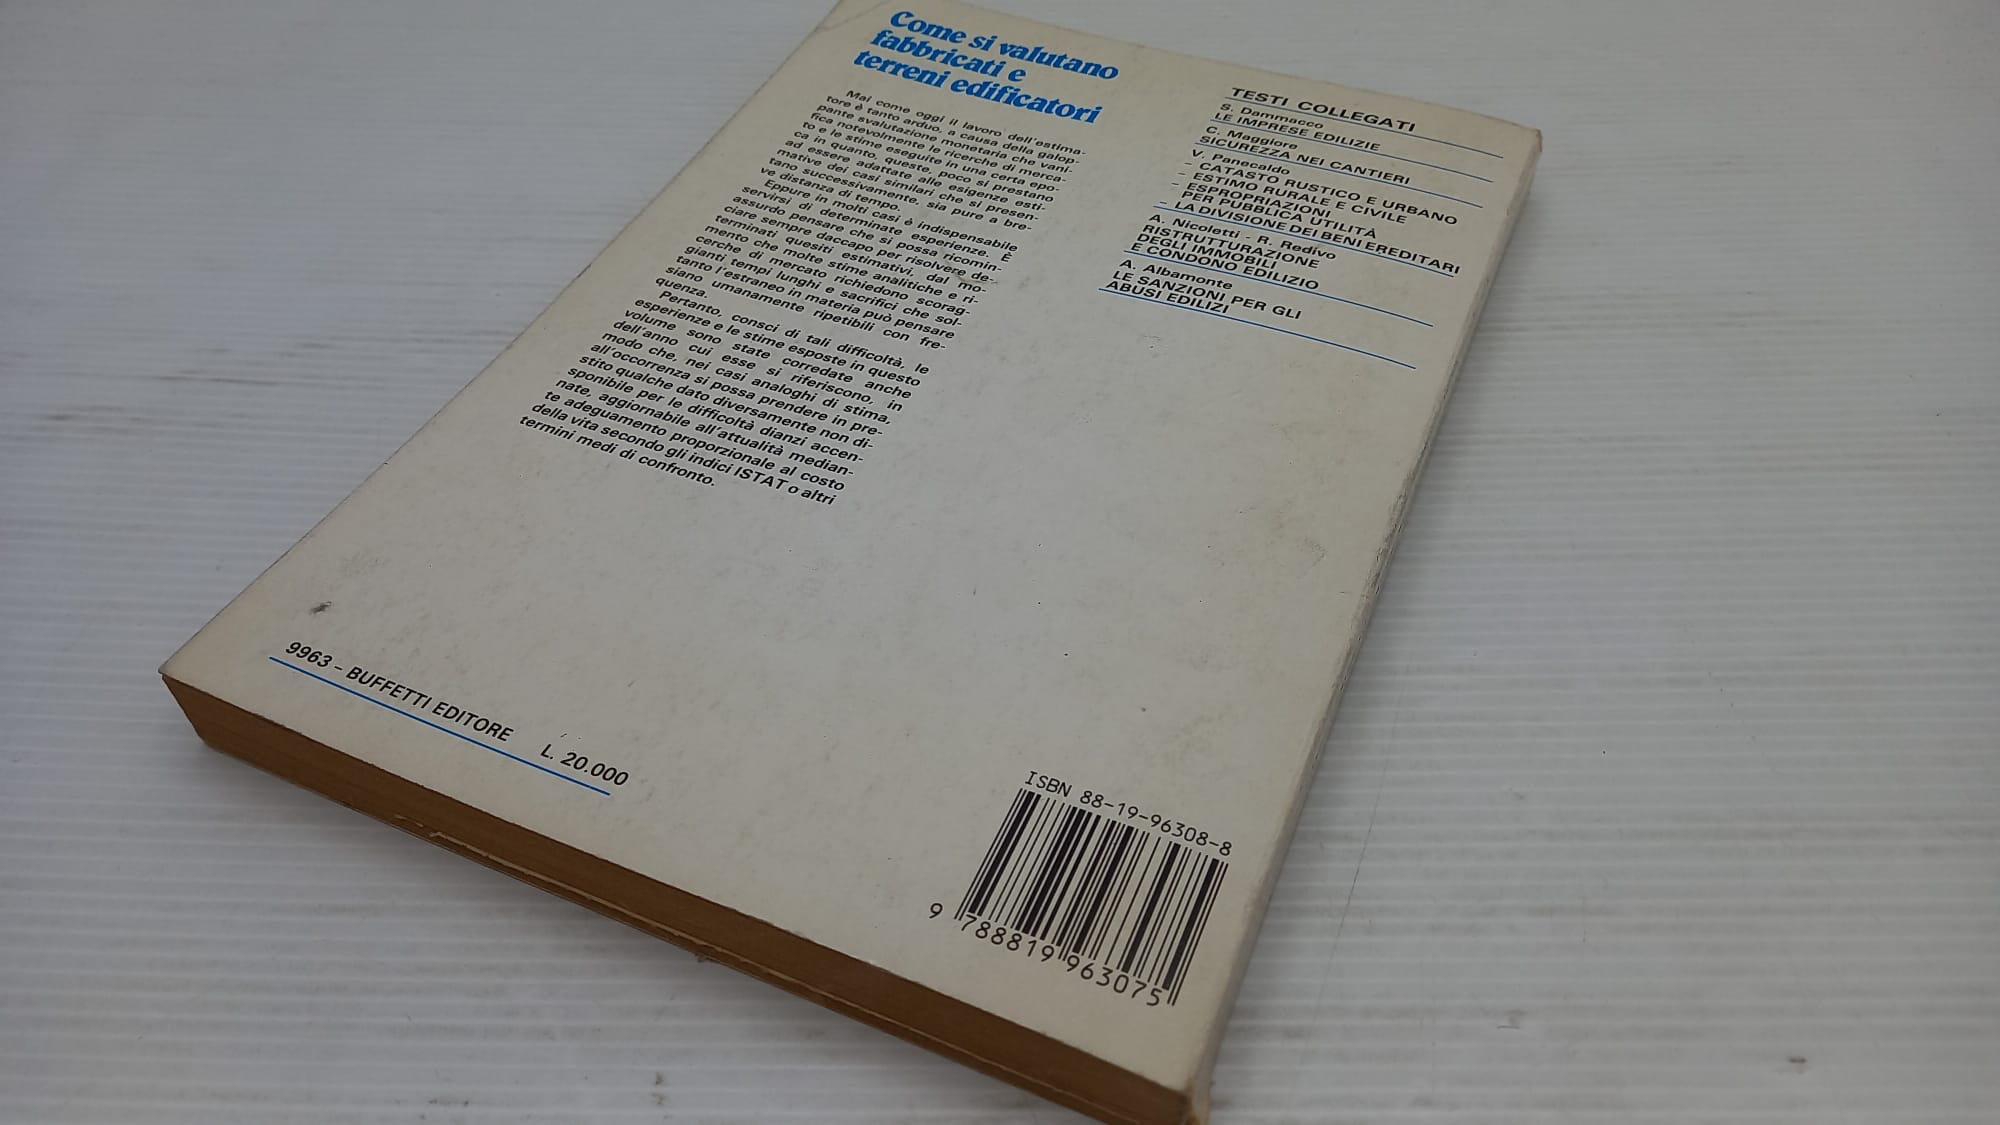 Come si valutano
fabbricati e
terreni edificatori
Mai come oggi il lavoro dell'estima-
tore è tanto arduo, a causa della galop-
pante svalutazione monetaria che vani-
fica notevolmente le ricerche di merca-
to e le stime eseguite in una certa epo-
ca in quanto, queste, poco si prestano
ad essere adattate alle esigenze esti-
mative dei casi similari che si presen-
tano successivamente, sia pure a bre-
ve distanza di tempo.
Eppure in molti casi è indispensabile
servirsi di determinate esperienze. È
assurdo pensare che si possa ricomin-
ciare sempre daccapo per risolvere de-
terminati quesiti estimativi, dal mo-
mento che molte stime analitiche e ri-
cerche di mercato richiedono scorag-
gianti tempi lunghi e sacrifici che sol-
tanto l'estraneo in materia può pensare
siano umanamente ripetibili con fre-
quenza.
Pertanto, consci di tali difficoltà, le
esperienze e le stime esposte in questo
volume sono state corredate anche
dell'anno cui esse si riferiscono, in
modo che, nei casi analoghi di stima,
all'occorrenza si possa prendere in pre-
stito qualche dato diversamente non di-
sponibile per le difficoltà dianzi accen-
nate, aggiornabile all'attualità median-
te adeguamento proporzionale al costo
della vita secondo gli indici ISTAT o altri
termini medi di confronto.
TESTI COLLEGATI
S. Dammacco
LE IMPRESE EDILIZIE
C. Maggiore
SICUREZZA NEI CANTIERI
V. Panecaldo
- CATASTO RUSTICO E URBANO
- ESTIMO RURALE E CIVILE
- ESPROPRIAZIONI
PER PUBBLICA UTILITÀ
- LA DIVISIONE DEI BENI EREDITARI
A. Nicoletti - R. Redivo
RISTRUTTURAZIONE
DEGLI IMMOBILI
E CONDONO EDILIZIO
A. Albamonte
LE SANZIONI PER GLI
ABUSI EDILIZI
9963 - BUFFETTI EDITORE L. 20.000
ISBN 88-19-96308-8
9 788819 963075